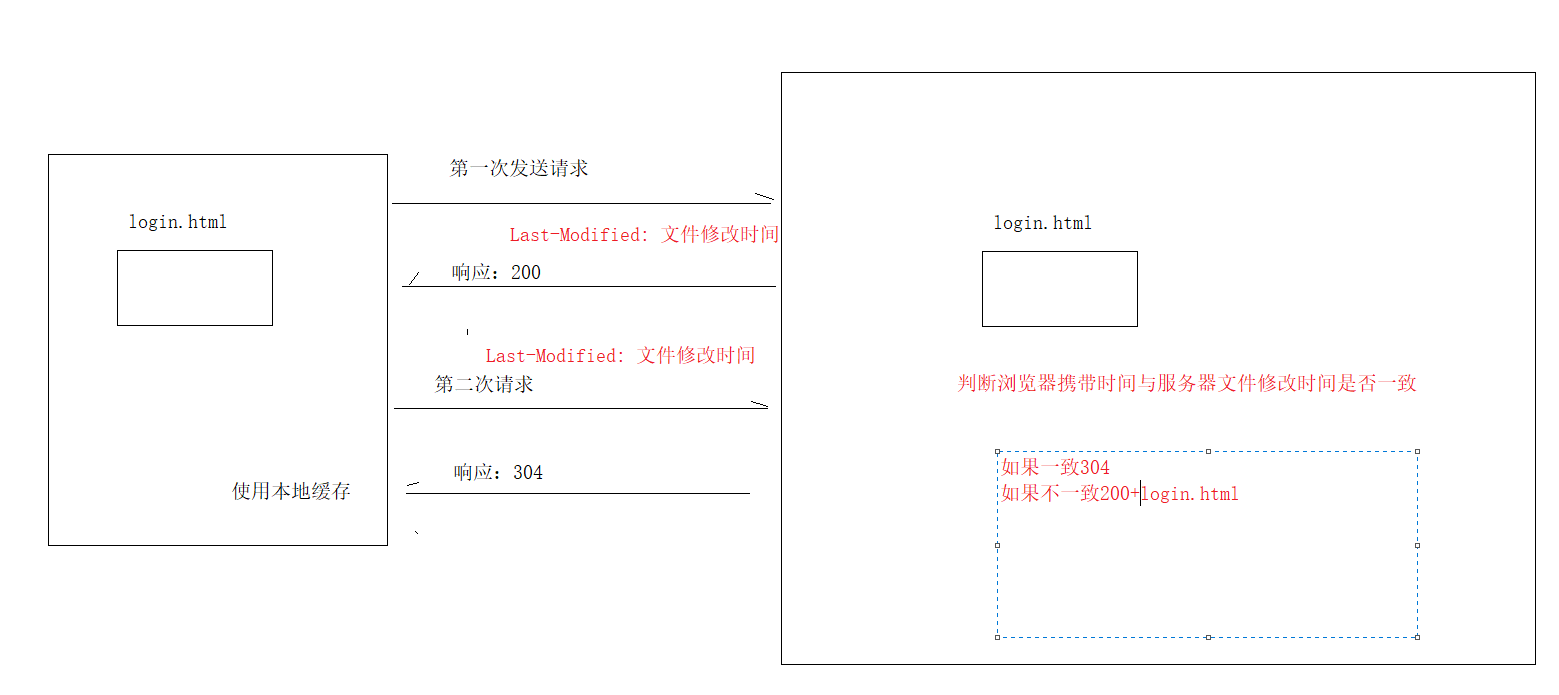 第一次发送请求
login.html
login.html
Last-Modified: 文件修改时间
响应: 200
Last-Modified: 文件修改时间
第二次请求
判断浏览器携带时间与服务器文件修改时间是否一致
响应: 304
使用本地缓存
如果一致304
如果不一致200+login.html